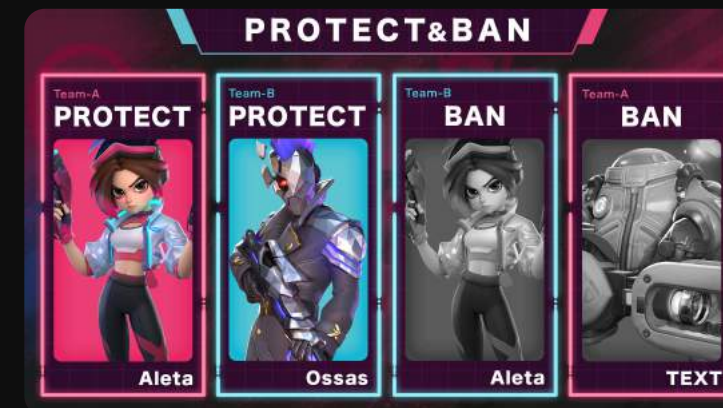 PROTECT&BAN
Team-A
PROTECT
Aleta
Team-B
PROTECT
Ossas
Team-B
BAN
Aleta
Team-A
BAN
TEXT